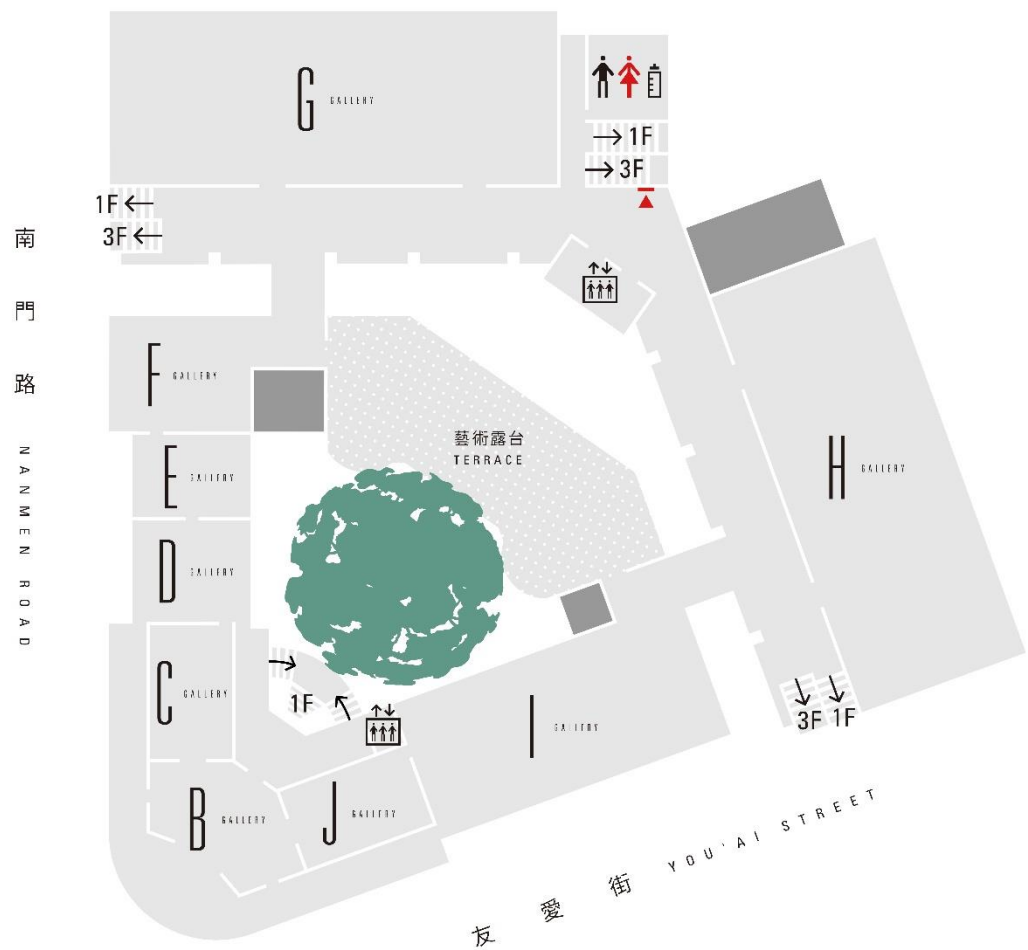 G GALLERY
→ 1F
→ 3F
1F ←
3F ←
南門路 NANMEN ROAD
F GALLERY
藝術露台
TERRACE
E GALLERY
H GALLERY
D GALLERY
C GALLERY
1F
I GALLERY
3F 1F
B GALLERY
J GALLERY
友愛街 YOU'AI STREET